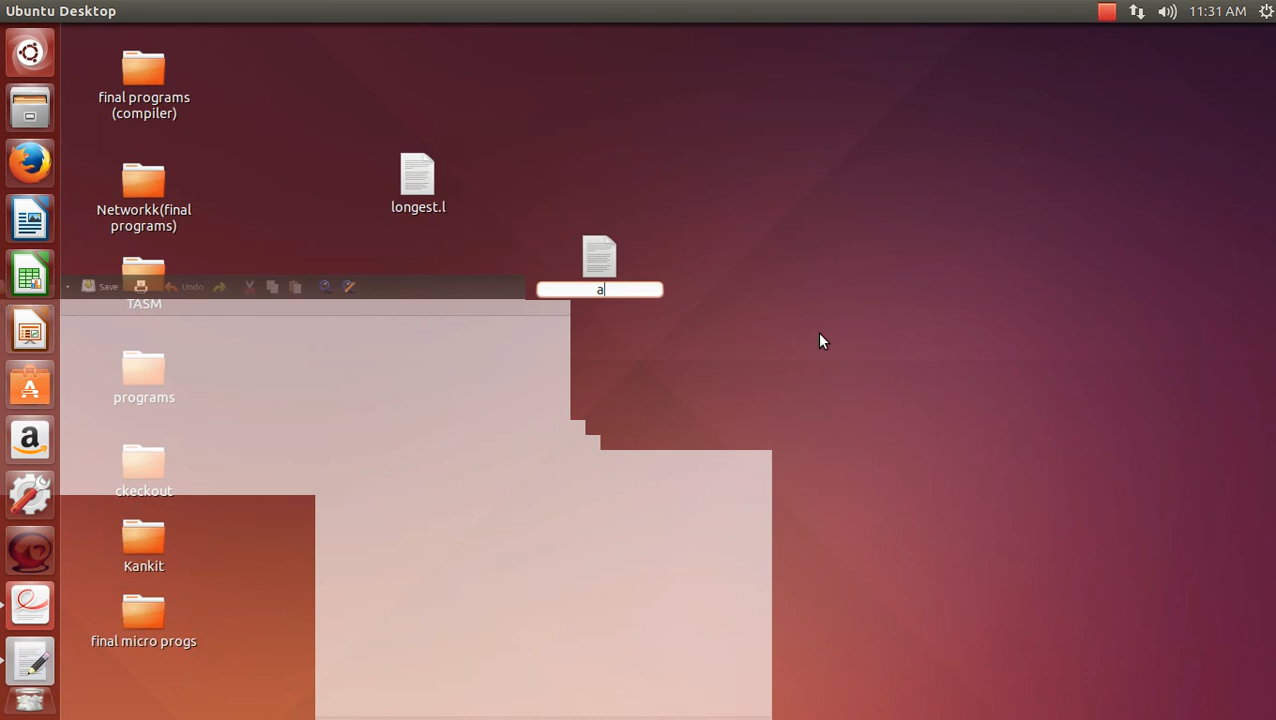 Ubuntu Desktop
11:31 AM
final programs
(compiler)
Networkk(final
programs)
longest.l
a
Save
Undo
TASM
programs
ckeckout
Kankit
final micro progs